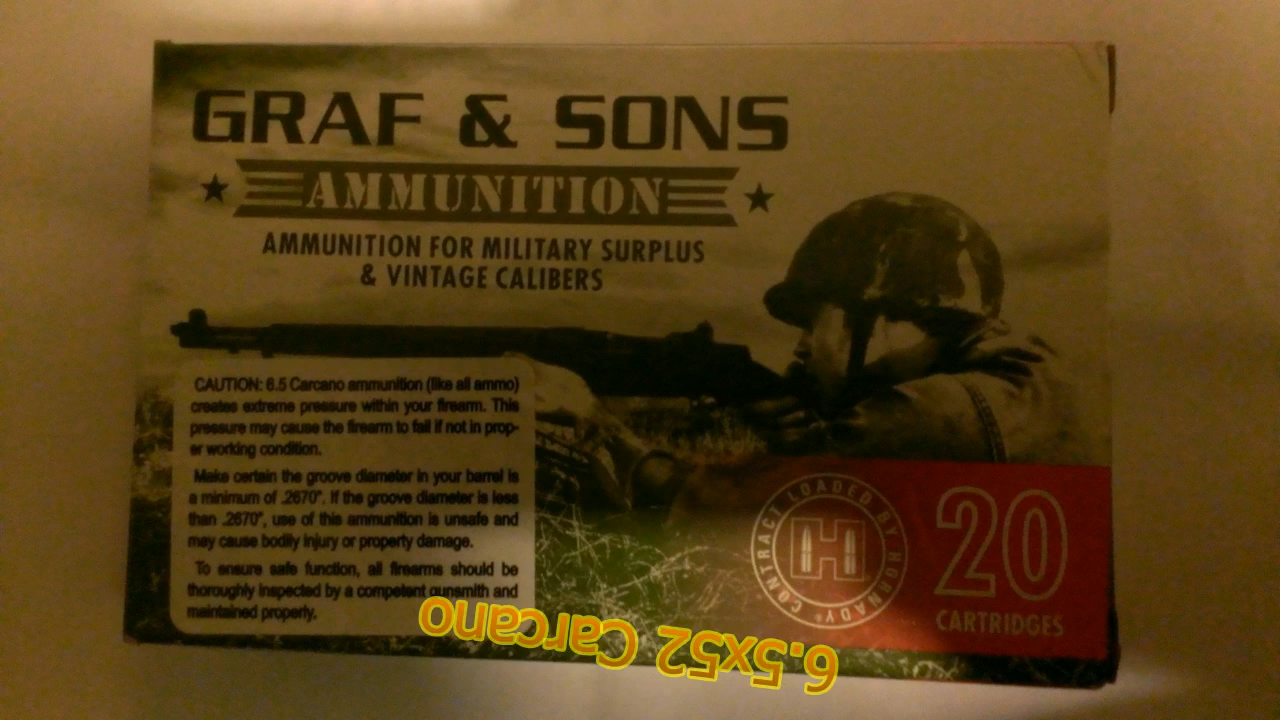 GRAF & SONS
AMMUNITION
AMMUNITION FOR MILITARY SURPLUS
& VINTAGE CALIBERS
CAUTION: 6.5 Carcano ammunition (like all ammo)
creates extreme pressure within your firearm. This
pressure may cause the firearm to fail if not in prop-
er working condition.
Make certain the groove diameter in your barrel is
a minimum of .2670". If the groove diameter is less
than .2670", use of this ammunition is unsafe and
may cause bodily injury or property damage.
To ensure safe function, all firearms should be
thoroughly inspected by a competent gunsmith and
maintained properly.
CONTRACT LOADED BY HORNADY
H
20
CARTRIDGES
6.5x52 Carcano